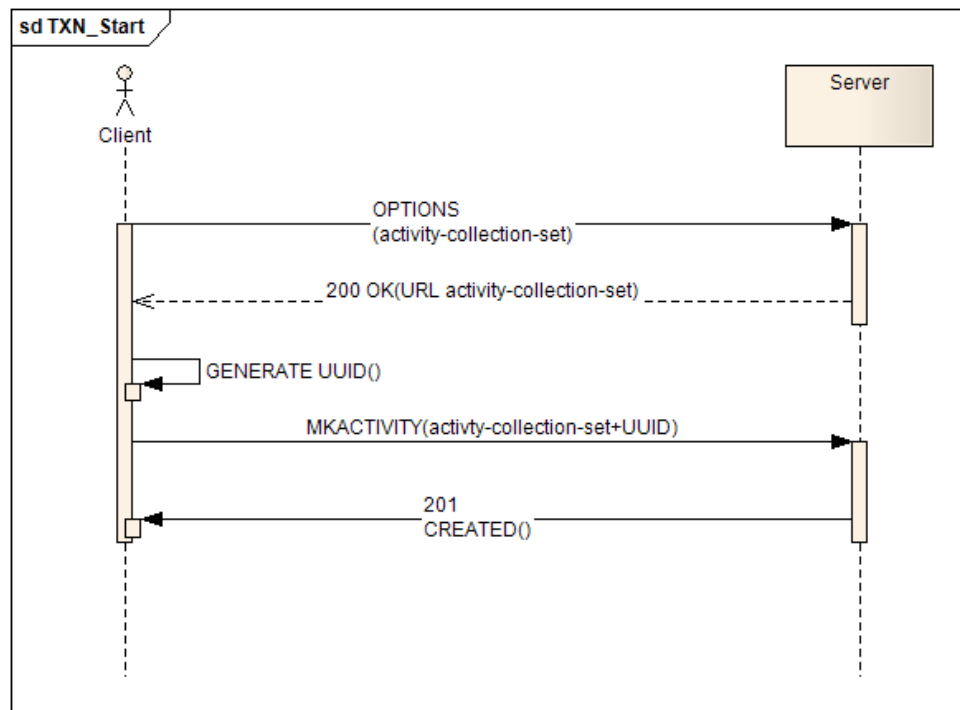 sd TXN_Start
Client
Server
OPTIONS
(activity-collection-set)
200 OK(URL activity-collection-set)
GENERATE UUID()
MKACTIVITY(activty-collection-set+UUID)
201
CREATED()